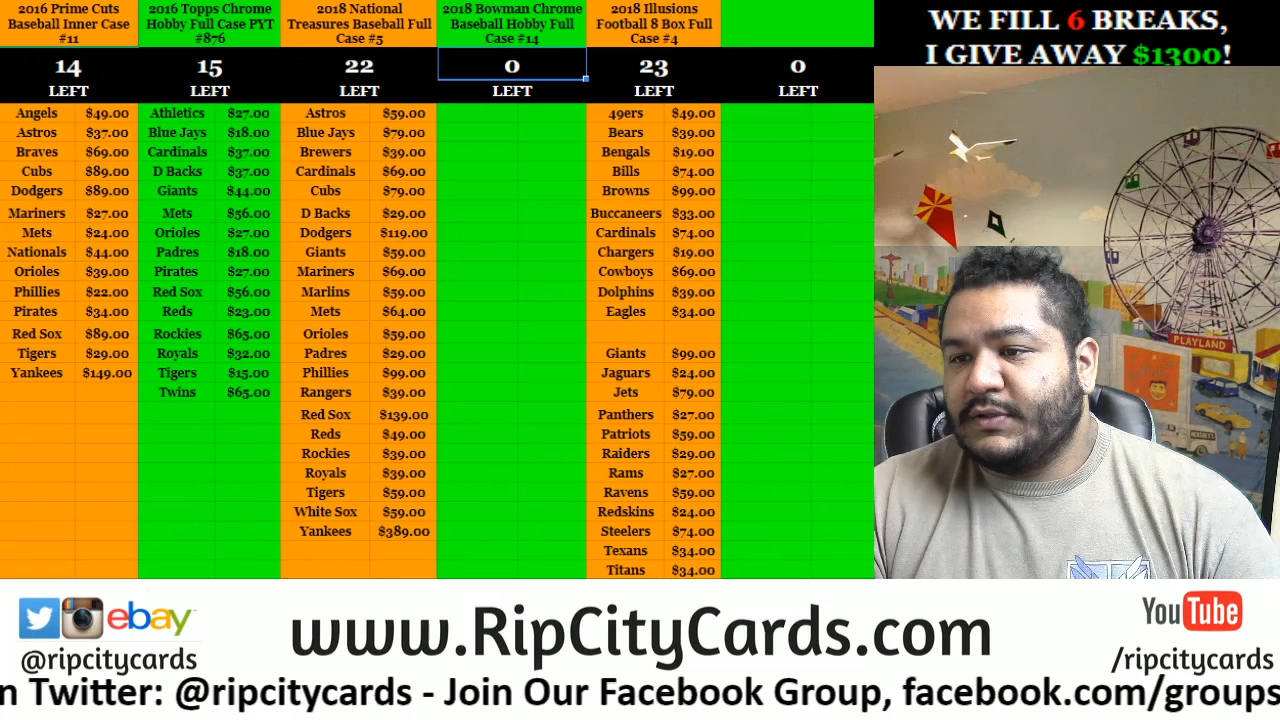 2016 Prime Cuts
Baseball Inner Case
#11
14
LEFT
Angels $49.00
Astros $37.00
Braves $69.00
Cubs $89.00
Dodgers $89.00
Mariners $27.00
Mets $24.00
Nationals $44.00
Orioles $39.00
Phillies $22.00
Pirates $34.00
Red Sox $89.00
Tigers $29.00
Yankees $149.00
2016 Topps Chrome
Hobby Full Case PYT
#876
15
LEFT
Athletics $27.00
Blue Jays $18.00
Cardinals $37.00
D Backs $37.00
Giants $44.00
Mets $56.00
Orioles $27.00
Padres $18.00
Pirates $27.00
Red Sox $56.00
Reds $23.00
Rockies $65.00
Royals $32.00
Tigers $15.00
Twins $65.00
2018 National
Treasures Baseball Full
Case #5
22
LEFT
Astros $59.00
Blue Jays $79.00
Brewers $39.00
Cardinals $69.00
Cubs $79.00
D Backs $29.00
Dodgers $119.00
Giants $59.00
Mariners $69.00
Marlins $59.00
Mets $64.00
Orioles $59.00
Padres $29.00
Phillies $99.00
Rangers $39.00
Red Sox $139.00
Reds $49.00
Rockies $39.00
Royals $39.00
Tigers $59.00
White Sox $59.00
Yankees $389.00
2018 Bowman Chrome
Baseball Hobby Full
Case #14
0
LEFT
2018 Illusions
Football 8 Box Full
Case #4
23
LEFT
49ers $49.00
Bears $39.00
Bengals $19.00
Bills $74.00
Browns $99.00
Buccaneers $33.00
Cardinals $74.00
Chargers $19.00
Cowboys $69.00
Dolphins $39.00
Eagles $34.00
Giants $99.00
Jaguars $24.00
Jets $79.00
Panthers $27.00
Patriots $59.00
Raiders $29.00
Rams $27.00
Ravens $59.00
Redskins $24.00
Steelers $74.00
Texans $34.00
Titans $34.00
0
LEFT
WE FILL 6 BREAKS,
I GIVE AWAY $1300!
PLAYLAND
ebay
@ripcitycards
www.RipCityCards.com
YouTube
/ripcitycards
n Twitter: @ripcitycards - Join Our Facebook Group, facebook.com/groups